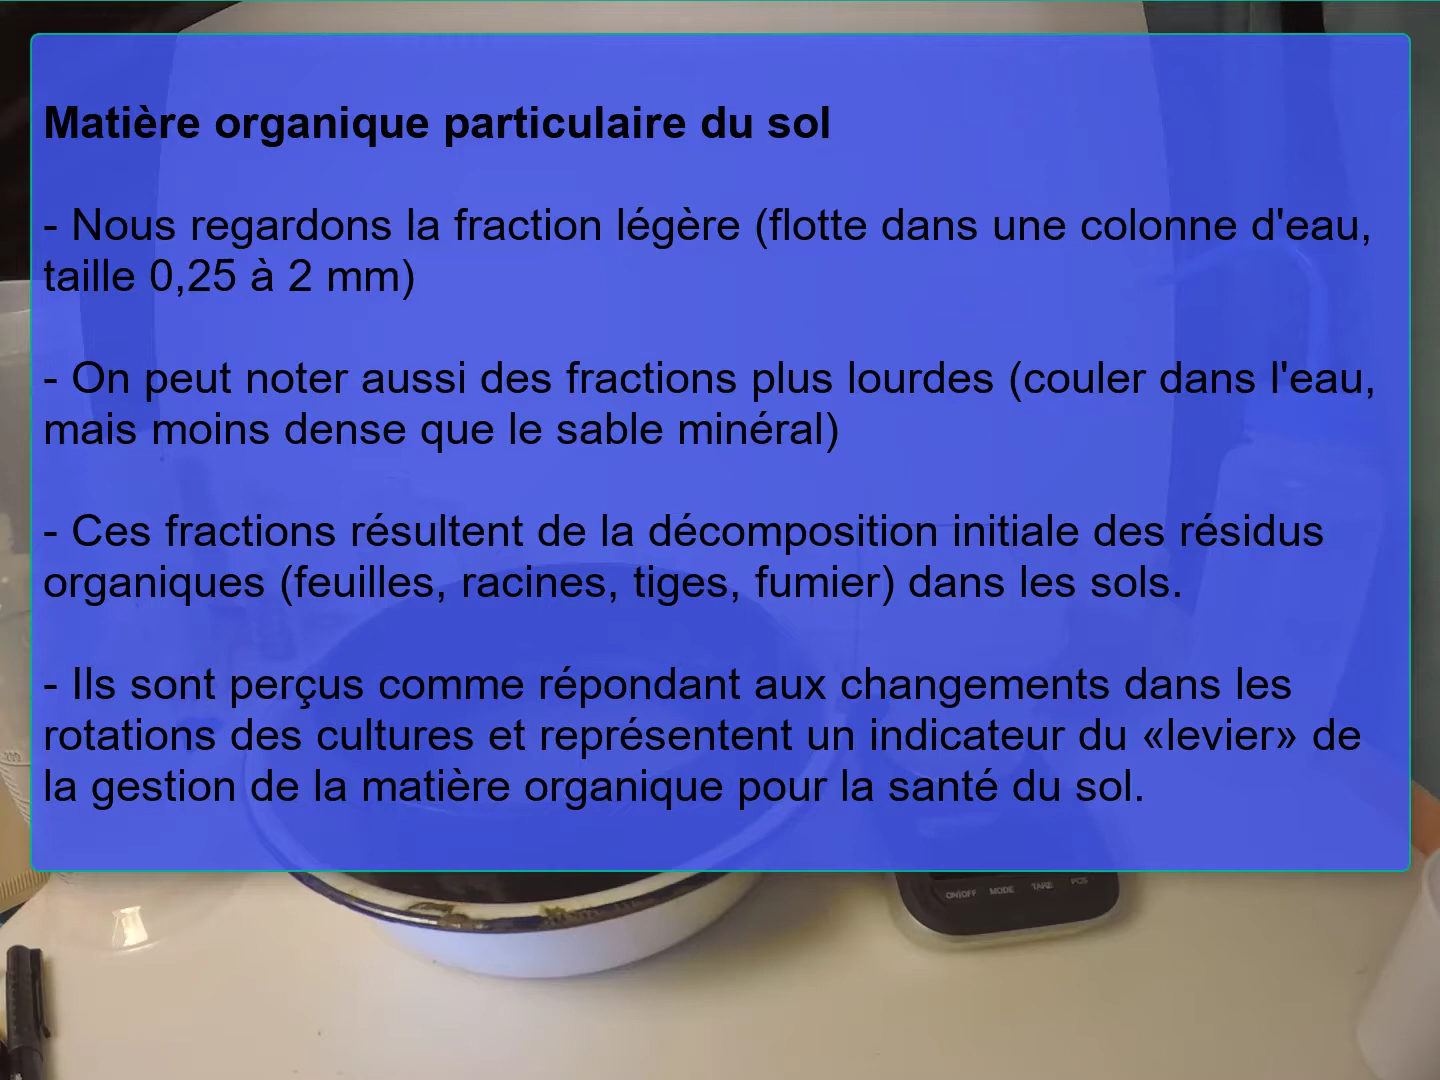 Matière organique particulaire du sol
- Nous regardons la fraction légère (flotte dans une colonne d'eau,
taille 0,25 à 2 mm)
- On peut noter aussi des fractions plus lourdes (couler dans l'eau,
mais moins dense que le sable minéral)
- Ces fractions résultent de la décomposition initiale des résidus
organiques (feuilles, racines, tiges, fumier) dans les sols.
- Ils sont perçus comme répondant aux changements dans les
rotations des cultures et représentent un indicateur du «levier» de
la gestion de la matière organique pour la santé du sol.
ON|OFF MODE TARE PCS